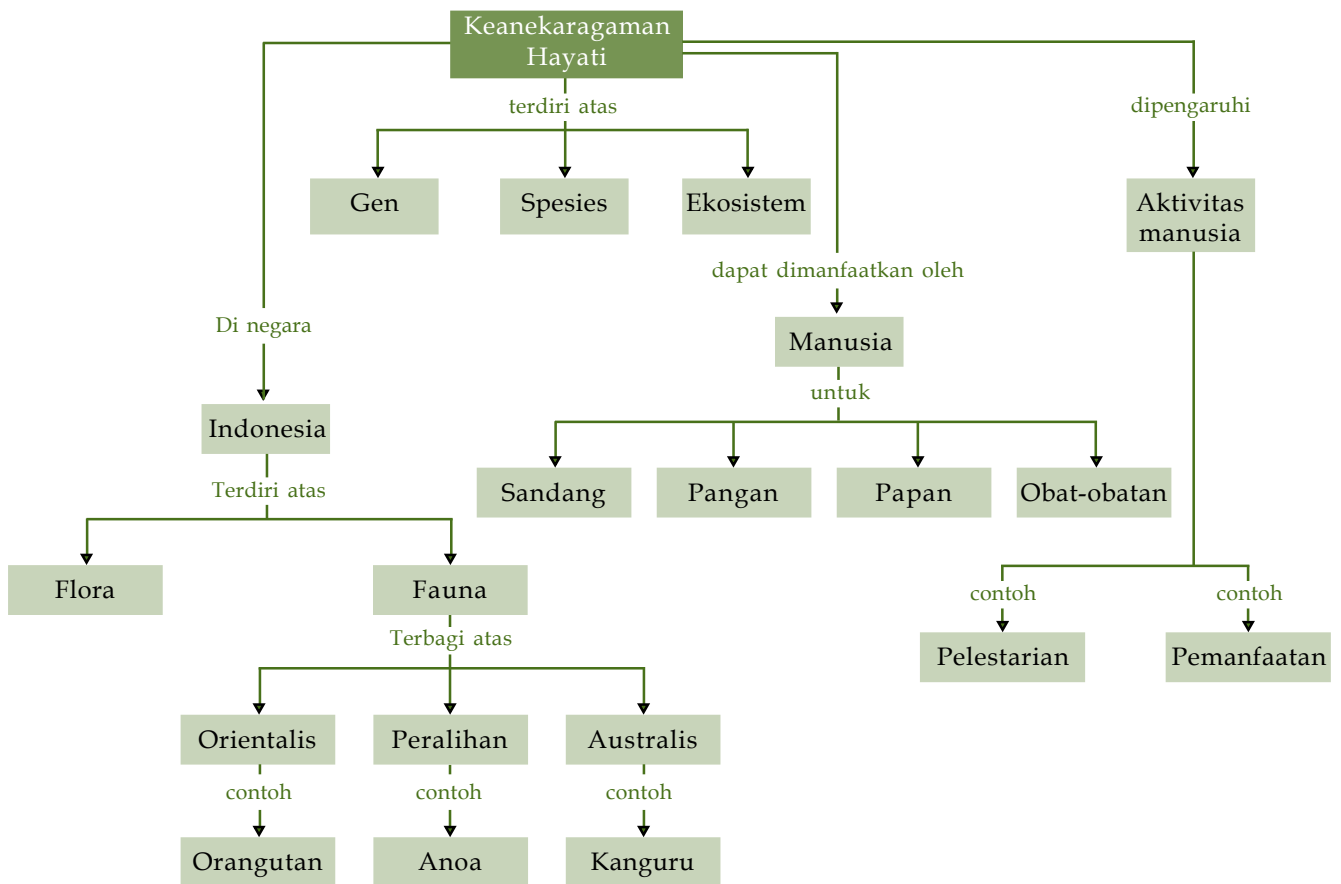 Keanekaragaman
Hayati
terdiri atas
dipengaruhi
Gen
Spesies
Ekosistem
Aktivitas
manusia
dapat dimanfaatkan oleh
Di negara
Manusia
untuk
Indonesia
Terdiri atas
Sandang
Pangan
Papan
Obat-obatan
Flora
Fauna
contoh
contoh
Terbagi atas
Pelestarian
Pemanfaatan
Orientalis
Peralihan
Australis
contoh
contoh
contoh
Orangutan
Anoa
Kanguru